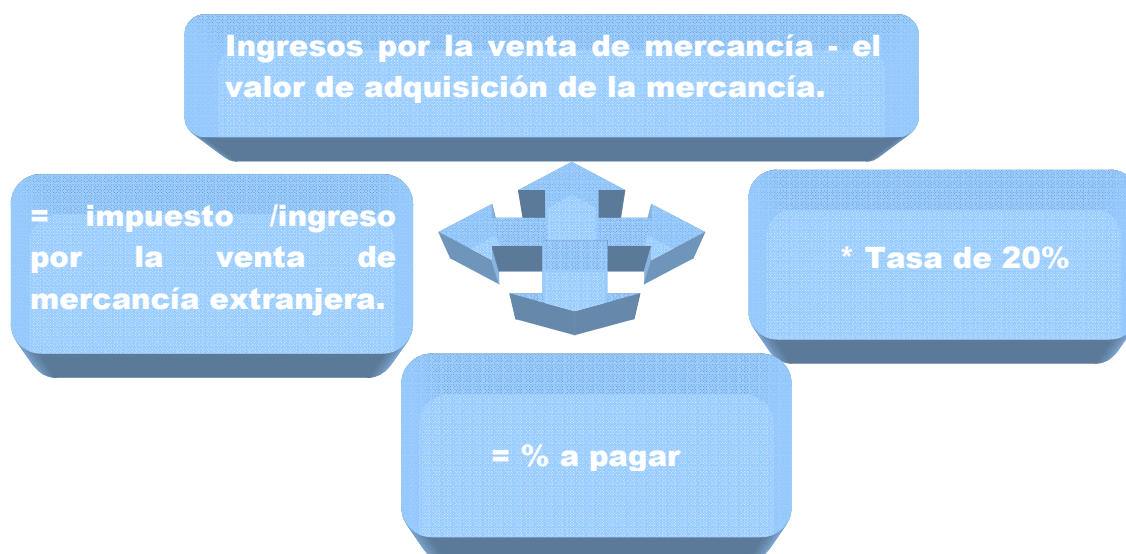 Ingresos por la venta de mercancía - el
valor de adquisición de la mercancía.
= impuesto /ingreso
por la venta de
mercancía extranjera.
* Tasa de 20%
= % a pagar